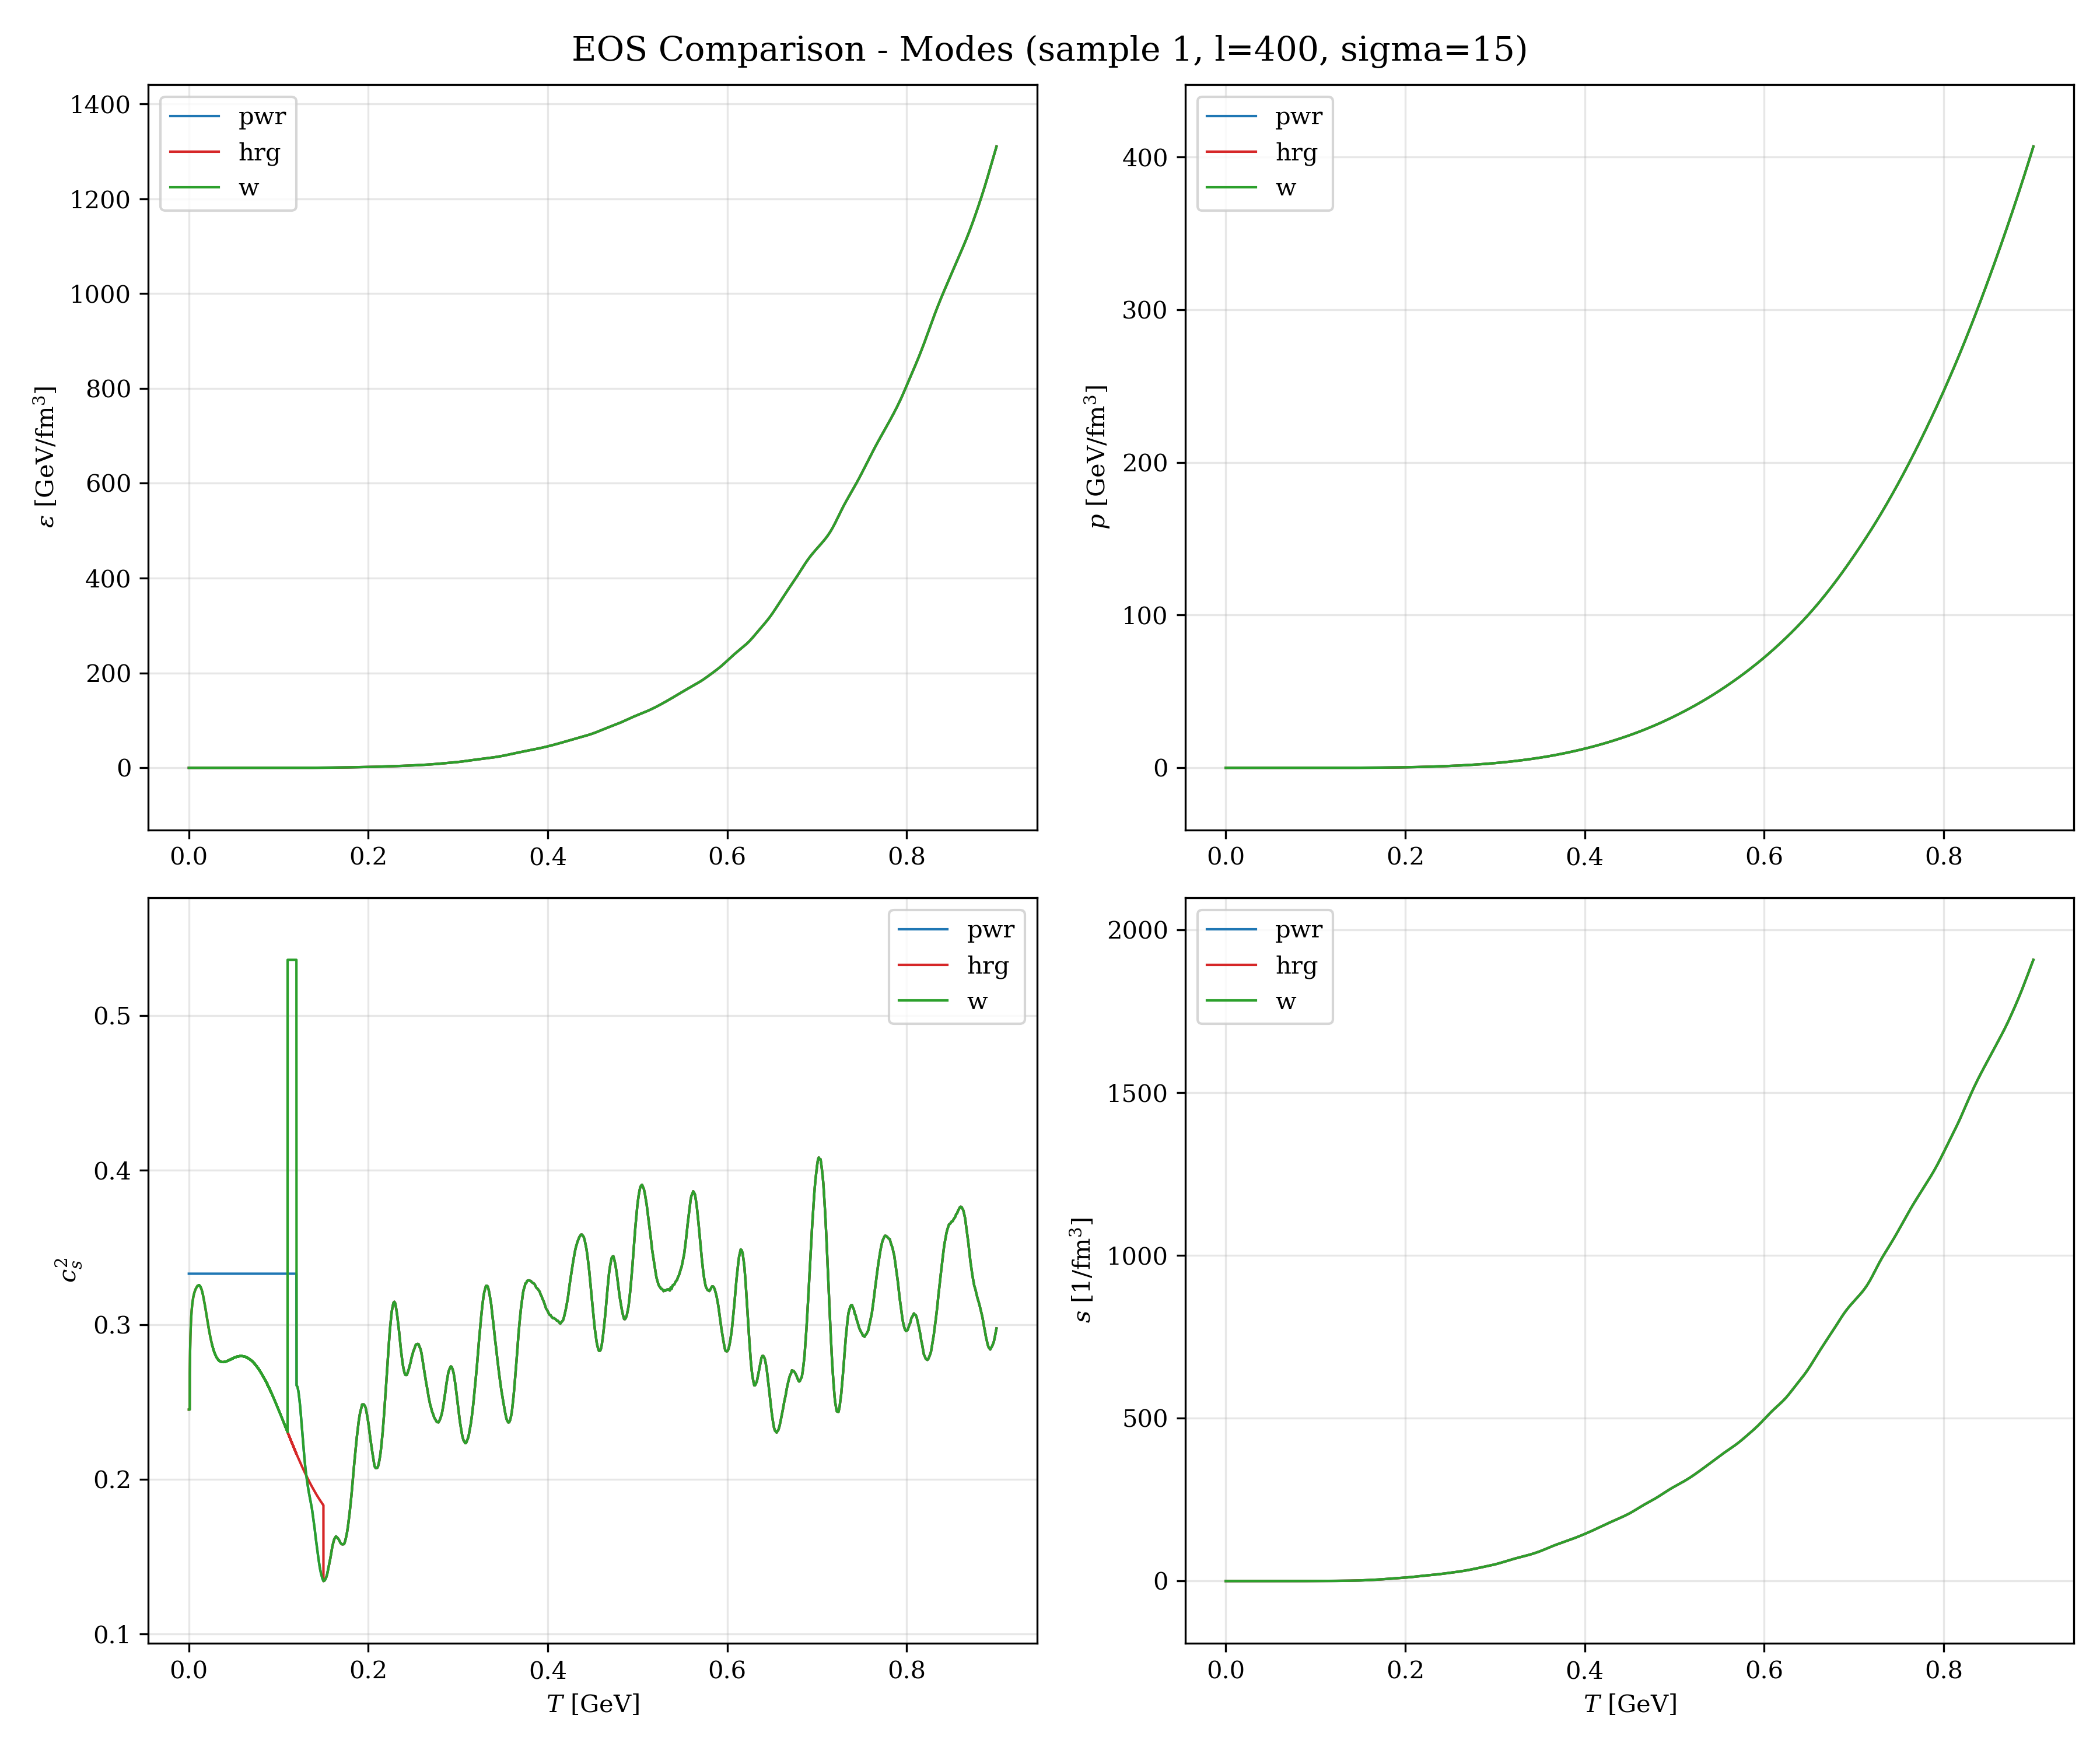 EOS Comparison - Modes (sample 1, l=400, sigma=15)
1400
1200
1000
800
600
400
200
0
ε [GeV/fm³]
pwr
hrg
w
0.0 0.2 0.4 0.6 0.8
400
300
200
100
0
p [GeV/fm³]
pwr
hrg
w
0.0 0.2 0.4 0.6 0.8
0.5
0.4
0.3
0.2
0.1
c_s^2
pwr
hrg
w
0.0 0.2 0.4 0.6 0.8
T [GeV]
2000
1500
1000
500
0
s [1/fm³]
pwr
hrg
w
0.0 0.2 0.4 0.6 0.8
T [GeV]